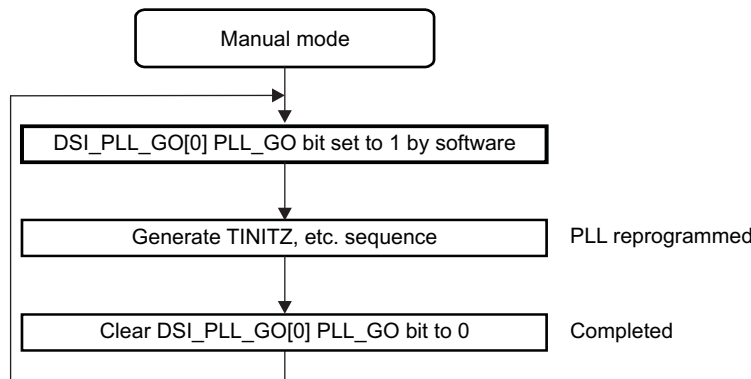 Manual mode
DSI_PLL_GO[0] PLL_GO bit set to 1 by software
Generate TINITZ, etc. sequence
PLL reprogrammed
Clear DSI_PLL_GO[0] PLL_GO bit to 0
Completed